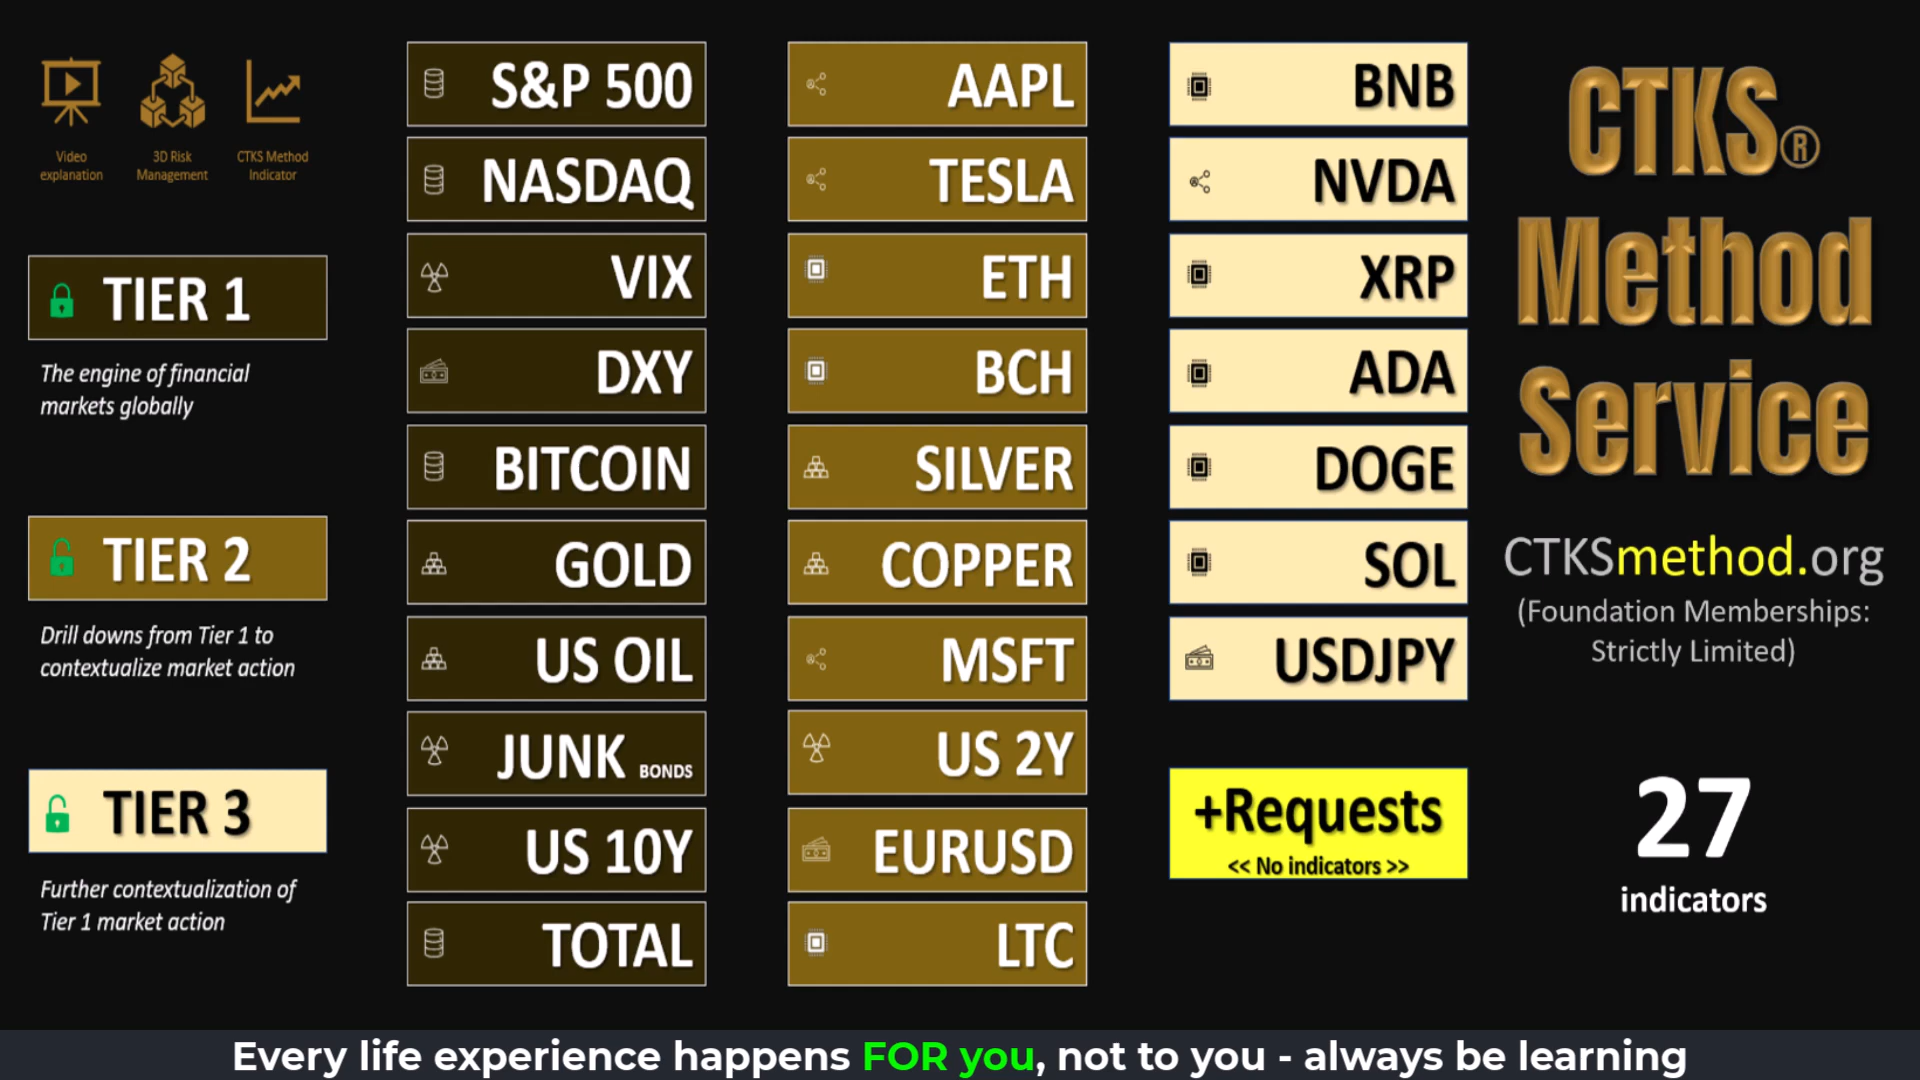 Video
explanation
3D Risk
Management
CTKS Method
Indicator
TIER 1
The engine of financial
markets globally
TIER 2
Drill downs from Tier 1 to
contextualize market action
TIER 3
Further contextualization of
Tier 1 market action
S&P 500
NASDAQ
VIX
DXY
BITCOIN
GOLD
US OIL
JUNK BONDS
US 10Y
TOTAL
AAPL
TESLA
ETH
BCH
SILVER
COPPER
MSFT
US 2Y
EURUSD
LTC
BNB
NVDA
XRP
ADA
DOGE
SOL
USDJPY
+Requests
<< No indicators >>
CTKS®
Method
Service
CTKSmethod.org
(Foundation Memberships:
Strictly Limited)
27
indicators
Every life experience happens FOR you, not to you - always be learning